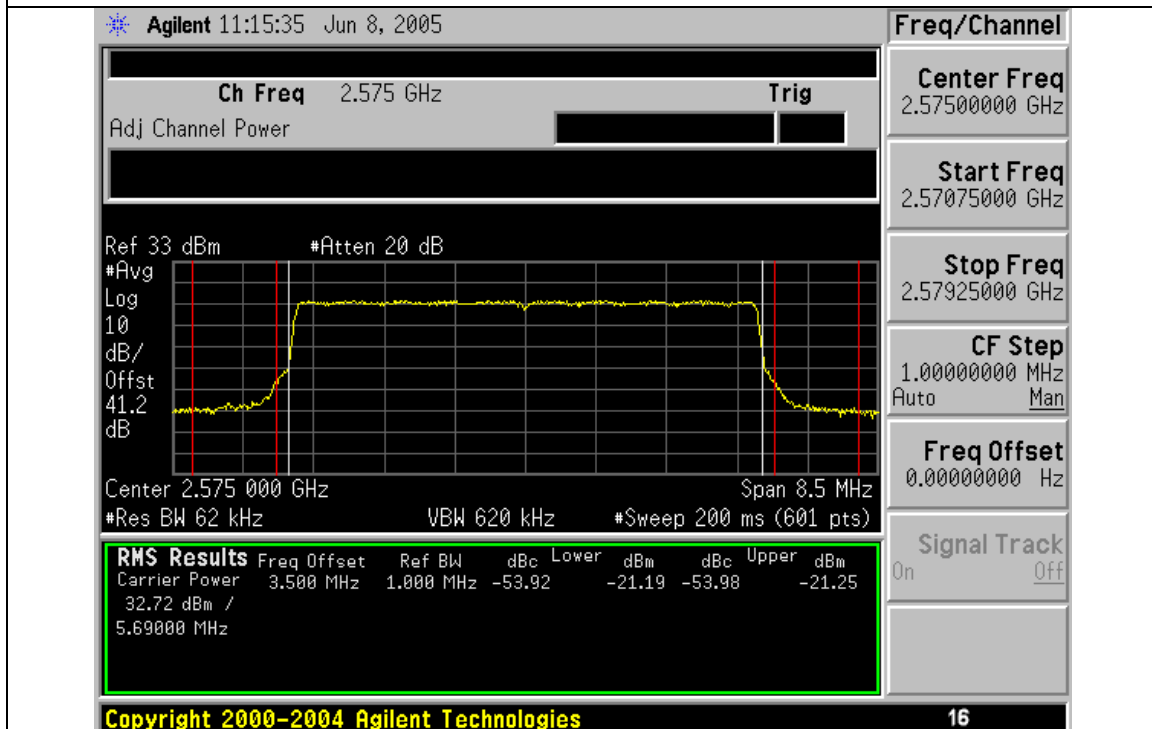 Agilent 11:15:35 Jun 8, 2005
Freq/Channel
Ch Freq 2.575 GHz Trig
Adj Channel Power
Center Freq
2.57500000 GHz
Start Freq
2.57075000 GHz
Stop Freq
2.57925000 GHz
CF Step
1.00000000 MHz
Auto Man
Freq Offset
0.00000000 Hz
Signal Track
On Off
Ref 33 dBm #Atten 20 dB
#Avg
Log
10
dB/
Offst
41.2
dB
Center 2.575 000 GHz Span 8.5 MHz
#Res BW 62 kHz VBW 620 kHz #Sweep 200 ms (601 pts)
RMS Results Freq Offset Ref BW dBc Lower dBm dBc Upper dBm
Carrier Power 3.500 MHz 1.000 MHz -53.92 -21.19 -53.98 -21.25
32.72 dBm /
5.69000 MHz
Copyright 2000-2004 Agilent Technologies 16